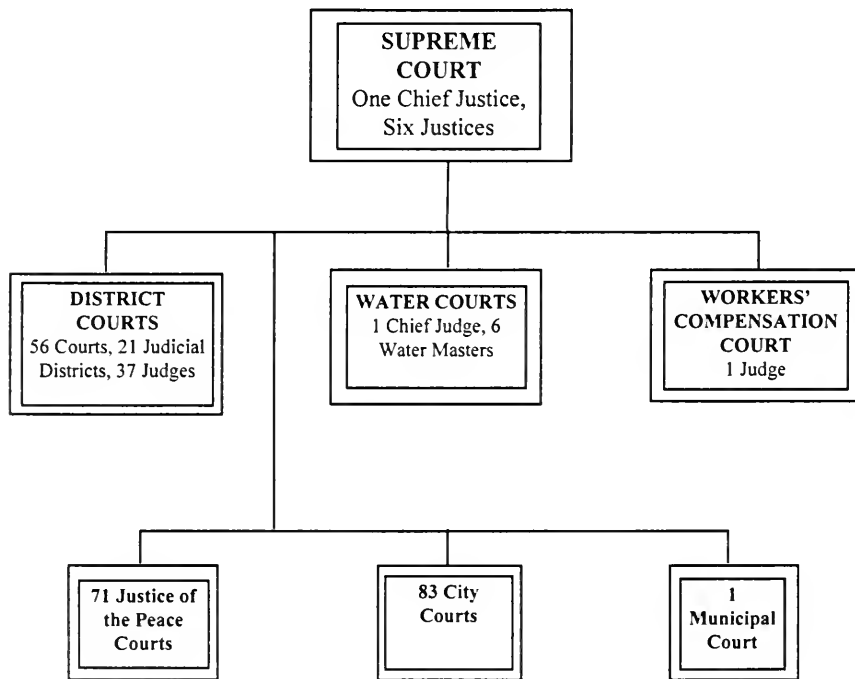 SUPREME
COURT
One Chief Justice,
Six Justices
DISTRICT
COURTS
56 Courts, 21 Judicial
Districts, 37 Judges
WATER COURTS
1 Chief Judge, 6
Water Masters
WORKERS'
COMPENSATION
COURT
1 Judge
71 Justice of
the Peace
Courts
83 City
Courts
1
Municipal
Court